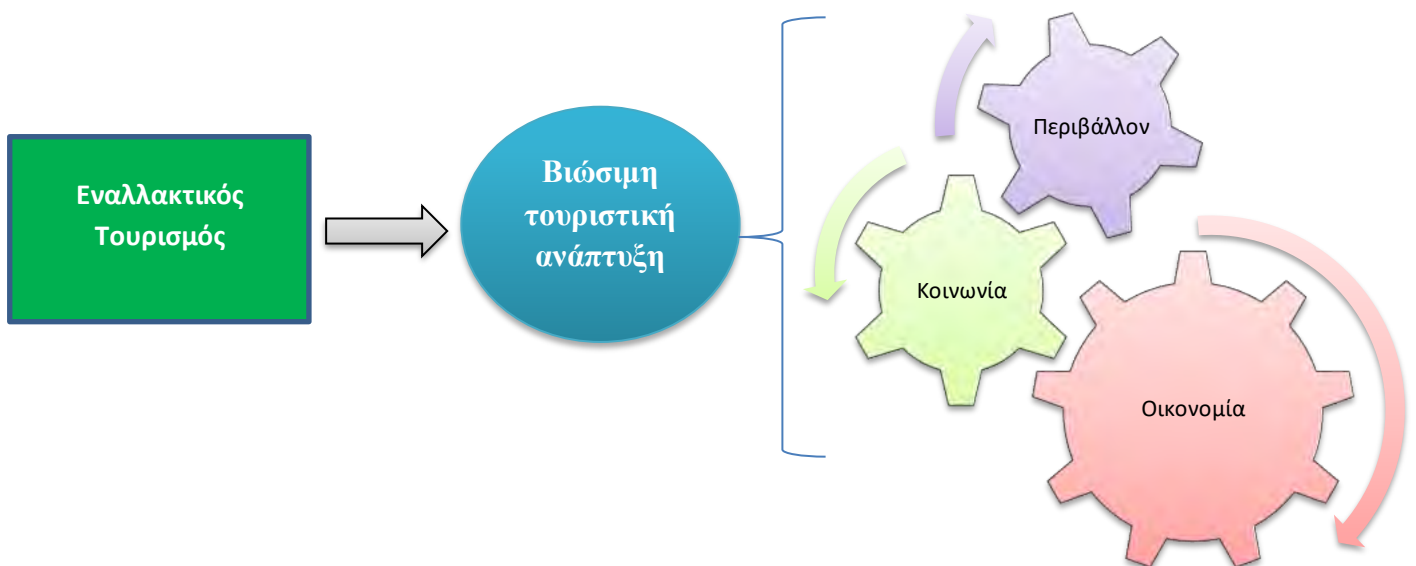 Εναλλακτικός
Τουρισμός
Βιώσιμη
τουριστική
ανάπτυξη
Περιβάλλον
Κοινωνία
Οικονομία